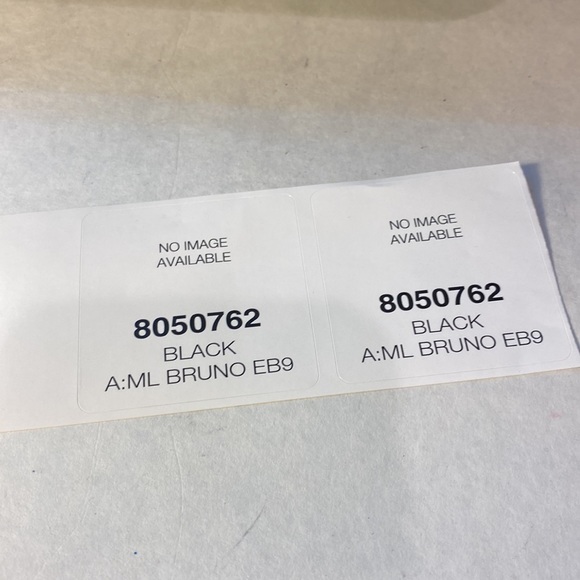 NO IMAGE
AVAILABLE
8050762
BLACK
A:ML BRUNO EB9
NO IMAGE
AVAILABLE
8050762
BLACK
A:ML BRUNO EB9